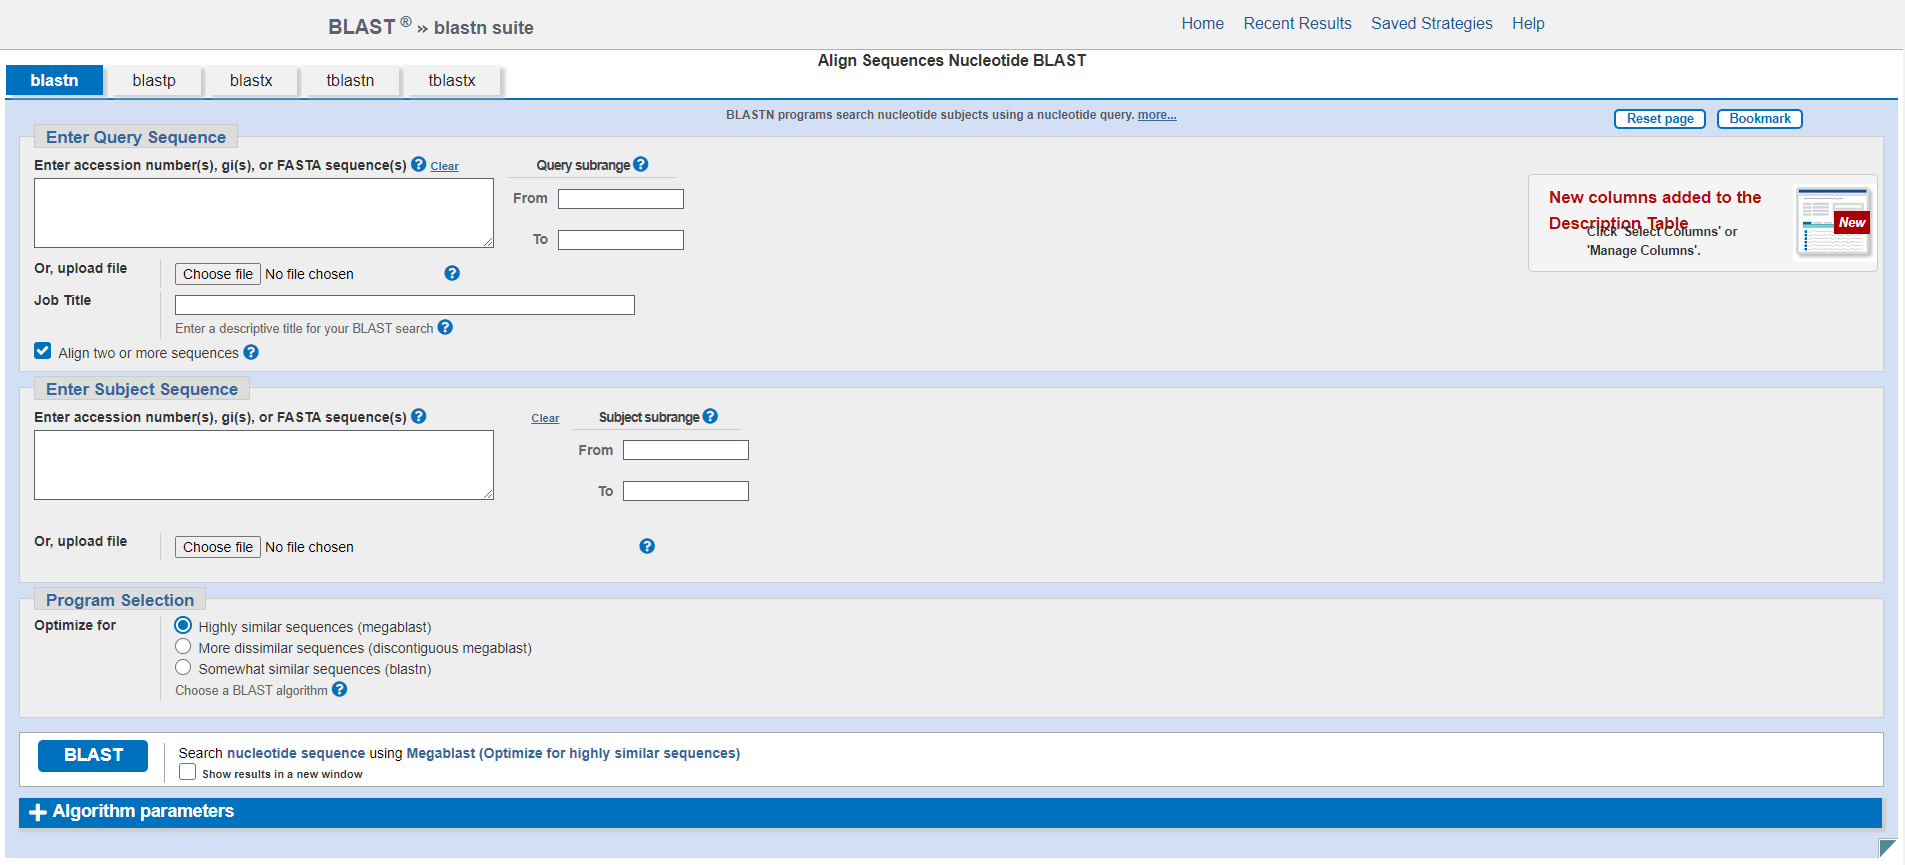 BLAST ® » blastn suite
Home Recent Results Saved Strategies Help
Align Sequences Nucleotide BLAST
blastn blastp blastx tblastn tblastx
BLASTN programs search nucleotide subjects using a nucleotide query. more...
Reset page Bookmark
Enter Query Sequence
Enter accession number(s), gi(s), or FASTA sequence(s) ? Clear
Query subrange ?
From
To
Or, upload file Choose file No file chosen ?
Job Title
Enter a descriptive title for your BLAST search ?
Align two or more sequences ?
New columns added to the
Description Table
Click 'Select Columns' or
'Manage Columns'.
New
Enter Subject Sequence
Enter accession number(s), gi(s), or FASTA sequence(s) ? Clear
Subject subrange ?
From
To
Or, upload file Choose file No file chosen ?
Program Selection
Optimize for
Highly similar sequences (megablast)
More dissimilar sequences (discontiguous megablast)
Somewhat similar sequences (blastn)
Choose a BLAST algorithm ?
BLAST
Search nucleotide sequence using Megablast (Optimize for highly similar sequences)
Show results in a new window
+ Algorithm parameters